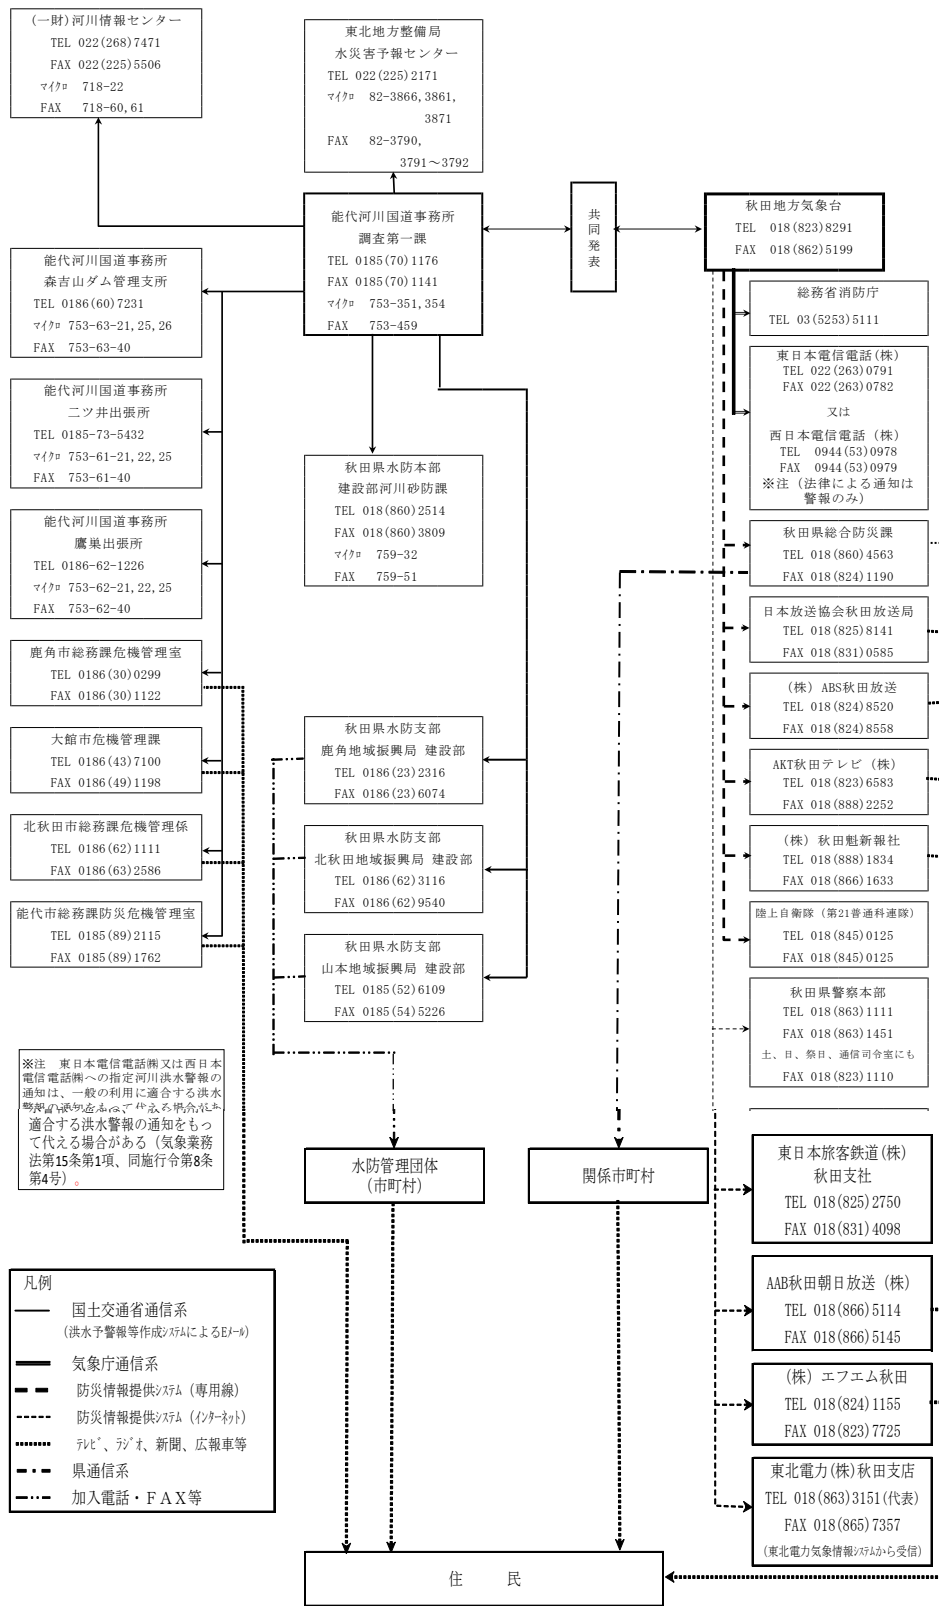 (一財)河川情報センター
TEL 022(268)7471
FAX 022(225)5506
ﾏｲｸﾛ 718-22
FAX 718-60,61
東北地方整備局
水災害予報センター
TEL 022(225)2171
ﾏｲｸﾛ 82-3866,3861,
3871
FAX 82-3790,
3791～3792
能代河川国道事務所
調査第一課
TEL 0185(70)1176
FAX 0185(70)1141
ﾏｲｸﾛ 753-351,354
FAX 753-459
共
同
発
表
秋田地方気象台
TEL 018(823)8291
FAX 018(862)5199
能代河川国道事務所
森吉山ダム管理支所
TEL 0186(60)7231
ﾏｲｸﾛ 753-63-21,25,26
FAX 753-63-40
能代河川国道事務所
二ツ井出張所
TEL 0185-73-5432
ﾏｲｸﾛ 753-61-21,22,25
FAX 753-61-40
能代河川国道事務所
鷹巣出張所
TEL 0186-62-1226
ﾏｲｸﾛ 753-62-21,22,25
FAX 753-62-40
鹿角市総務課危機管理室
TEL 0186(30)0299
FAX 0186(30)1122
大館市危機管理課
TEL 0186(43)7100
FAX 0186(49)1198
北秋田市総務課危機管理係
TEL 0186(62)1111
FAX 0186(63)2586
能代市総務課防災危機管理室
TEL 0185(89)2115
FAX 0185(89)1762
秋田県水防本部
建設部河川砂防課
TEL 018(860)2514
FAX 018(860)3809
ﾏｲｸﾛ 759-32
FAX 759-51
秋田県水防支部
鹿角地域振興局 建設部
TEL 0186(23)2316
FAX 0186(23)6074
秋田県水防支部
北秋田地域振興局 建設部
TEL 0186(62)3116
FAX 0186(62)9540
秋田県水防支部
山本地域振興局 建設部
TEL 0185(52)6109
FAX 0185(54)5226
総務省消防庁
TEL 03(5253)5111
東日本電信電話(株)
TEL 022(263)0791
FAX 022(263)0782
又は
西日本電信電話（株）
TEL 0944(53)0978
FAX 0944(53)0979
※注（法律による通知は
警報のみ）
秋田県総合防災課
TEL 018(860)4563
FAX 018(824)1190
日本放送協会秋田放送局
TEL 018(825)8141
FAX 018(831)0585
（株）ABS秋田放送
TEL 018(824)8520
FAX 018(824)8558
AKT秋田テレビ（株）
TEL 018(823)6583
FAX 018(888)2252
（株）秋田魁新報社
TEL 018(888)1834
FAX 018(866)1633
陸上自衛隊（第21普通科連隊）
TEL 018(845)0125
FAX 018(845)0125
秋田県警察本部
TEL 018(863)1111
FAX 018(863)1451
土、日、祭日、通信司令室にも
FAX 018(823)1110
東日本旅客鉄道(株)
秋田支社
TEL 018(825)2750
FAX 018(831)4098
AAB秋田朝日放送（株）
TEL 018(866)5114
FAX 018(866)5145
（株）エフエム秋田
TEL 018(824)1155
FAX 018(823)7725
東北電力(株)秋田支店
TEL 018(863)3151(代表)
FAX 018(865)7357
(東北電力気象情報ｼｽﾃﾑから受信)
※注 東日本電信電話㈱又は西日本
電信電話㈱への指定河川洪水警報の
通知は、一般の利用に適合する洪水
警報の通知をもって代える場合があ
適合する洪水警報の通知をもっ
て代える場合がある（気象業務
法第15条第1項、同施行令第8条
第4号）。
水防管理団体
(市町村)
関係市町村
凡例
国土交通省通信系
(洪水予警報等作成ｼｽﾃﾑによるEﾒｰﾙ)
気象庁通信系
防災情報提供ｼｽﾃﾑ（専用線）
防災情報提供ｼｽﾃﾑ（ｲﾝﾀｰﾈｯﾄ）
ﾃﾚﾋﾞ、ﾗｼﾞｵ、新聞、広報車等
県通信系
加入電話・ＦＡＸ等
住 民